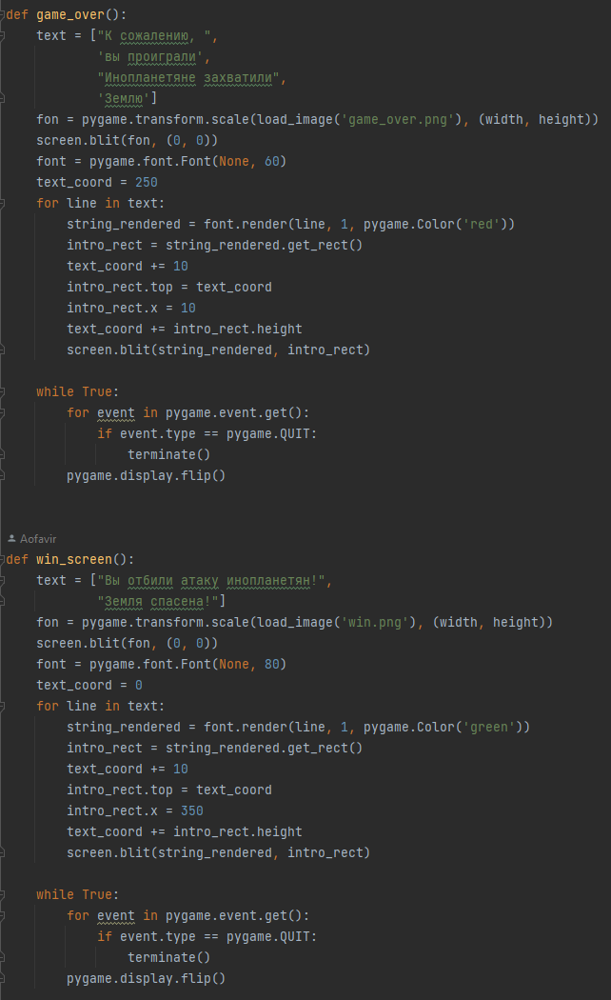 def game_over():
    text = ["К сожалению, ",
            'вы проиграли',
            "Инопланетяне захватили",
            'Землю']
    fon = pygame.transform.scale(load_image('game_over.png'), (width, height))
    screen.blit(fon, (0, 0))
    font = pygame.font.Font(None, 60)
    text_coord = 250
    for line in text:
        string_rendered = font.render(line, 1, pygame.Color('red'))
        intro_rect = string_rendered.get_rect()
        text_coord += 10
        intro_rect.top = text_coord
        intro_rect.x = 10
        text_coord += intro_rect.height
        screen.blit(string_rendered, intro_rect)

    while True:
        for event in pygame.event.get():
            if event.type == pygame.QUIT:
                terminate()
        pygame.display.flip()

Aofavir
def win_screen():
    text = ["Вы отбили атаку инопланетян!",
            "Земля спасена!"]
    fon = pygame.transform.scale(load_image('win.png'), (width, height))
    screen.blit(fon, (0, 0))
    font = pygame.font.Font(None, 80)
    text_coord = 0
    for line in text:
        string_rendered = font.render(line, 1, pygame.Color('green'))
        intro_rect = string_rendered.get_rect()
        text_coord += 10
        intro_rect.top = text_coord
        intro_rect.x = 350
        text_coord += intro_rect.height
        screen.blit(string_rendered, intro_rect)

    while True:
        for event in pygame.event.get():
            if event.type == pygame.QUIT:
                terminate()
        pygame.display.flip()